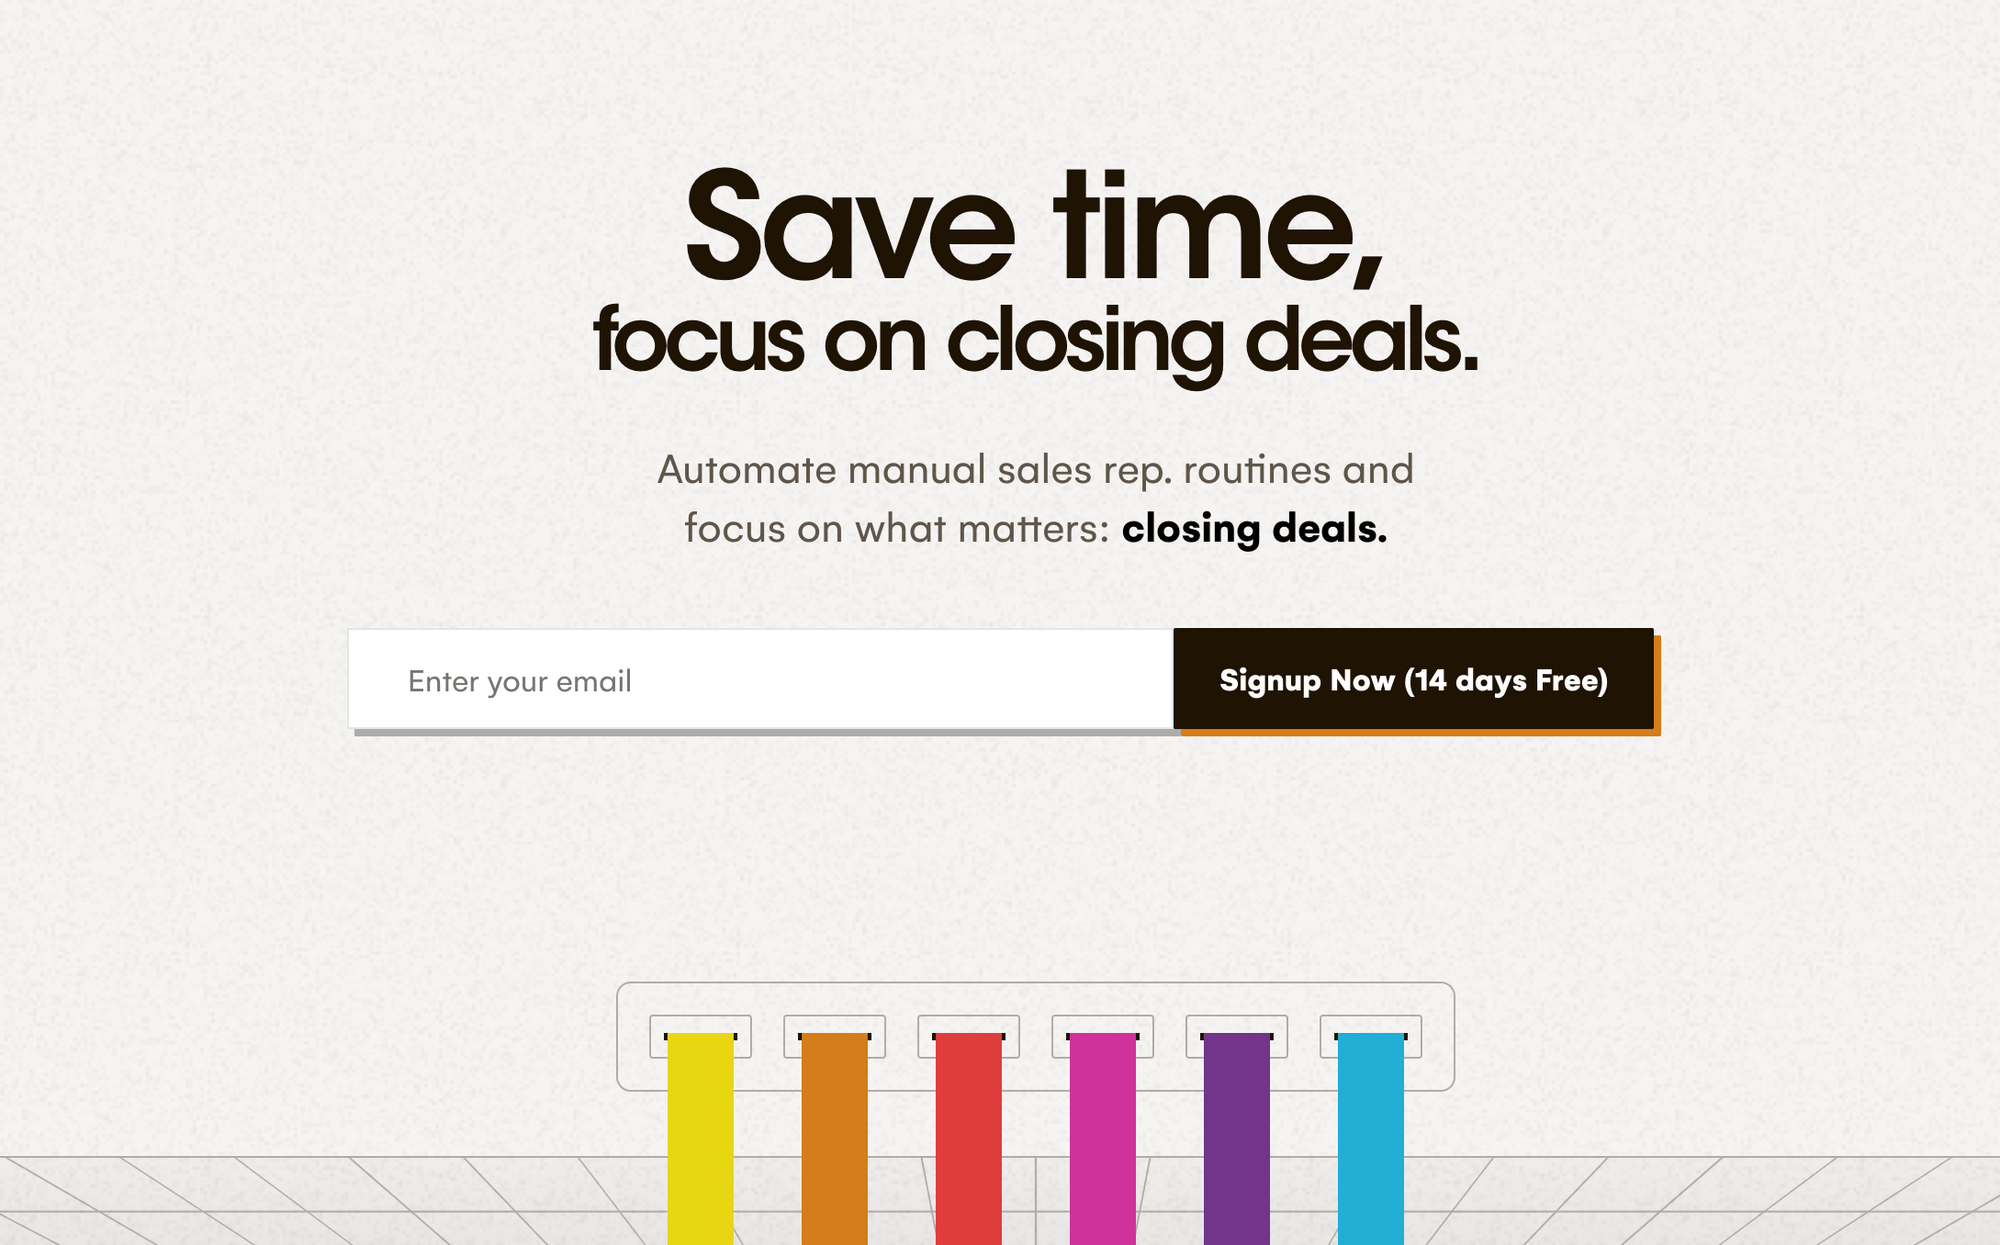 Save time,
focus on closing deals.
Automate manual sales rep. routines and
focus on what matters: closing deals.
Enter your email
Signup Now (14 days Free)